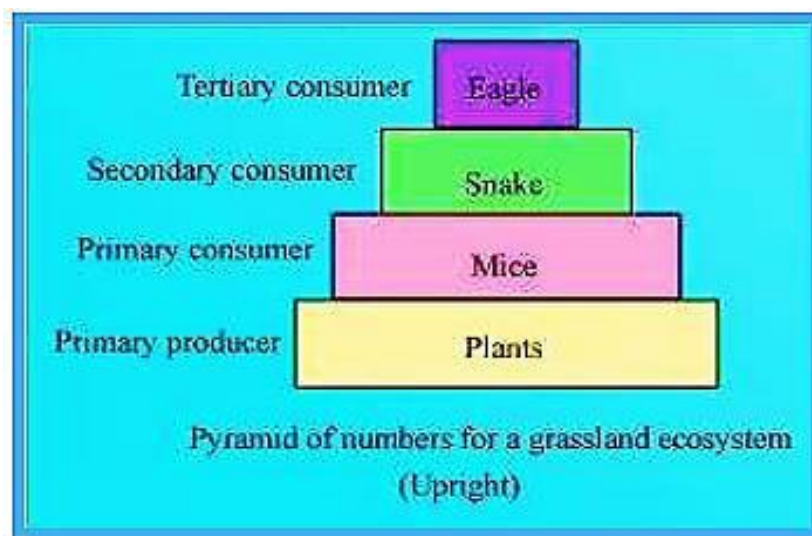 Tertiary consumer Eagle
Secondary consumer Snake
Primary consumer Mice
Primary producer Plants
Pyramid of numbers for a grassland ecosystem
(Upright)